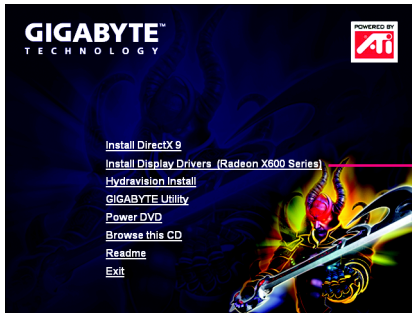 GIGABYTE™
TECHNOLOGY
POWERED BY
ATi
Install DirectX 9
Install Display Drivers (Radeon X600 Series)
Hydravision Install
GIGABYTE Utility
Power DVD
Browse this CD
Readme
Exit